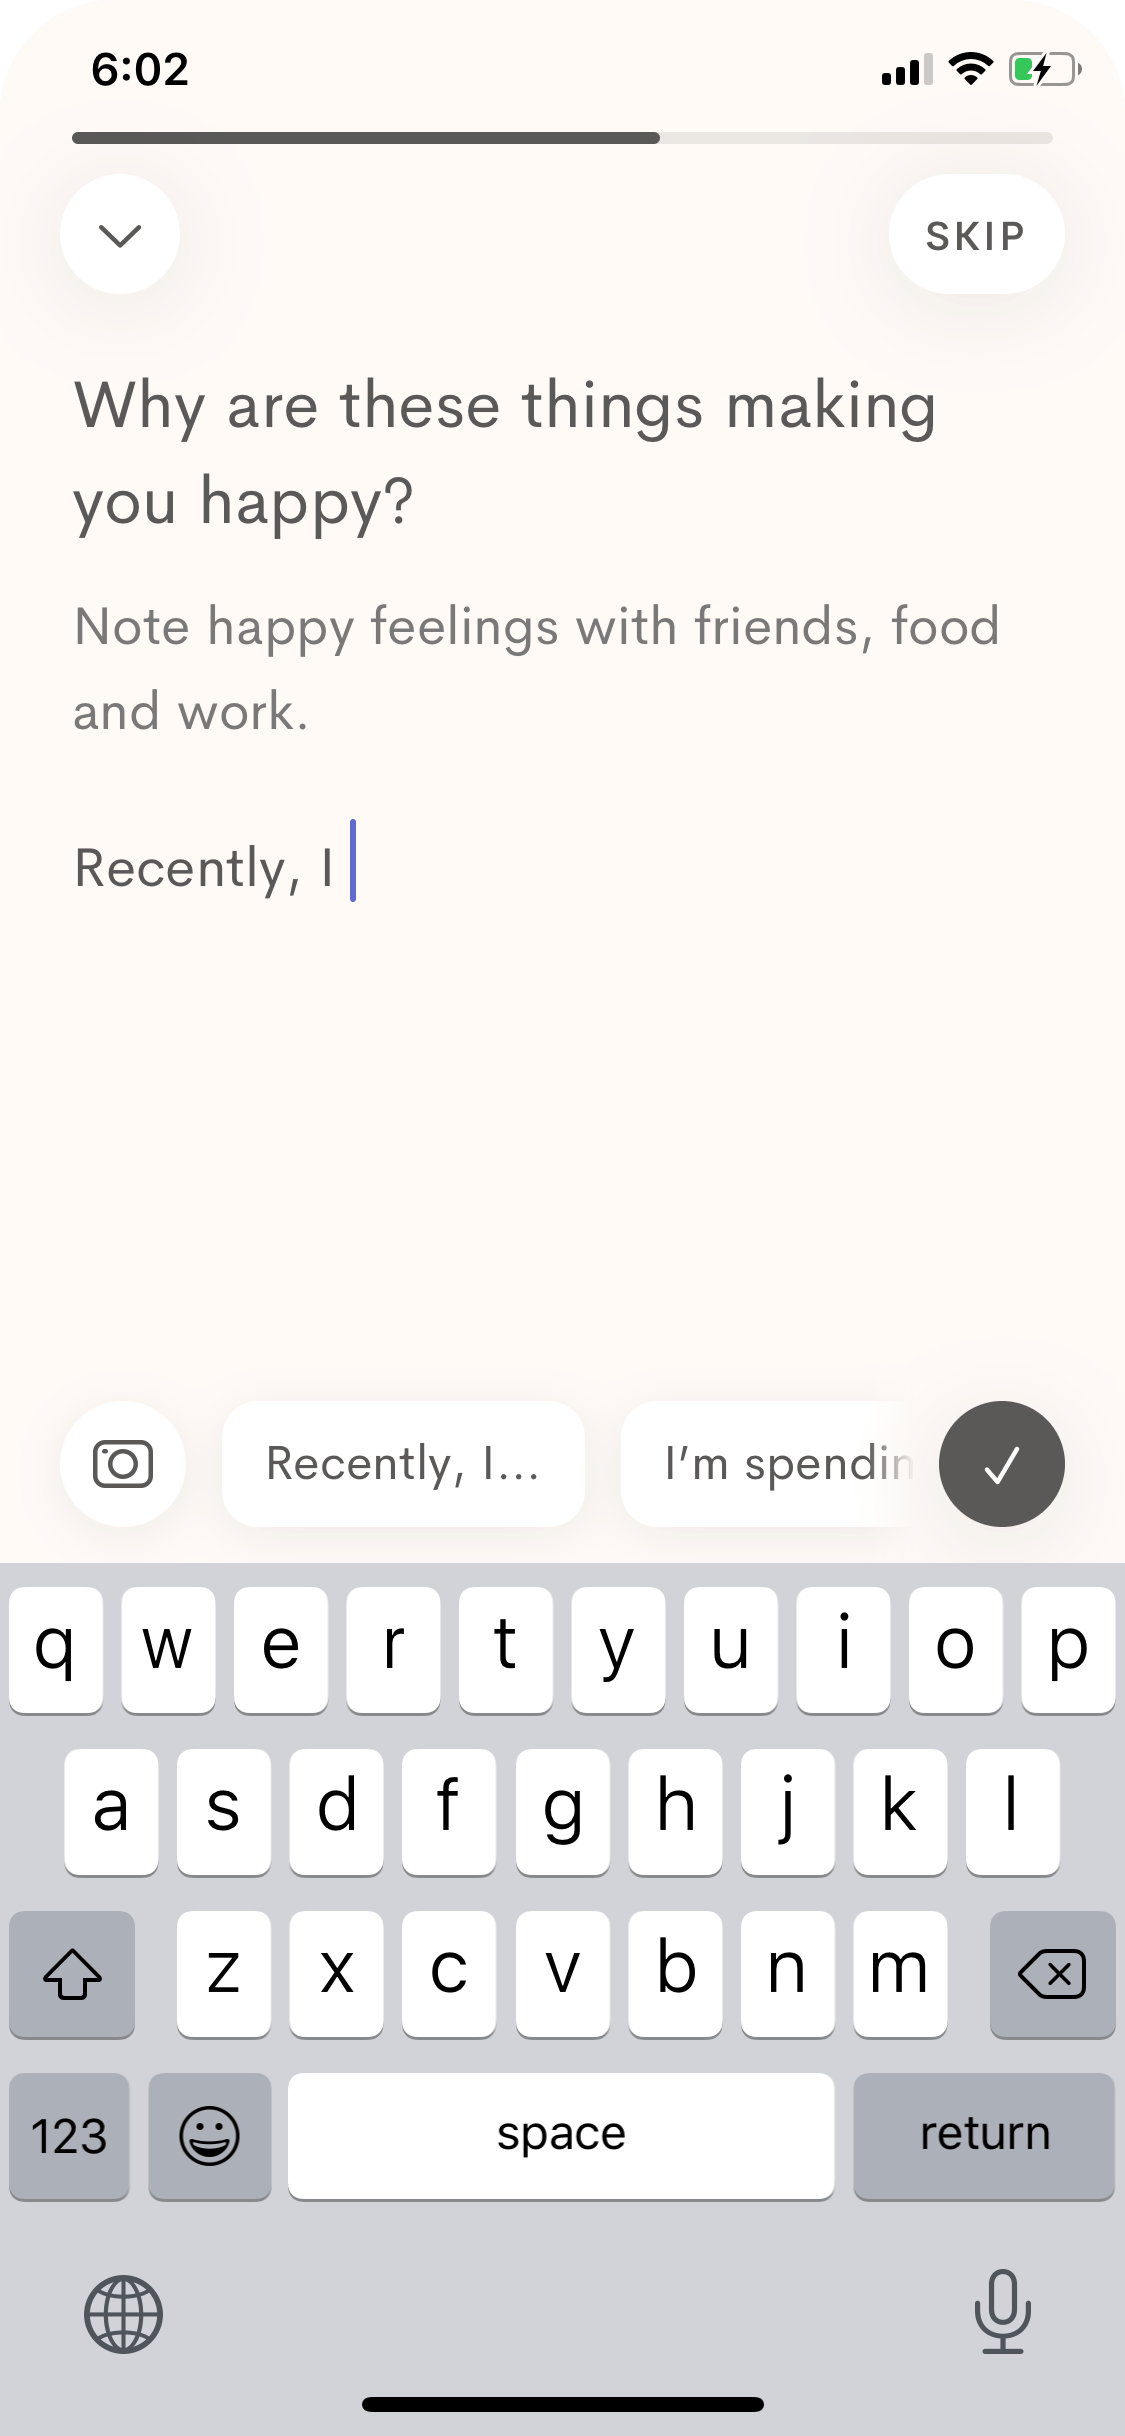 6:02
SKIP
Why are these things making
you happy?
Note happy feelings with friends, food
and work.
Recently, I
Recently, I...
I'm spendin
q w e r t y u i o p
a s d f g h j k l
z x c v b n m
123
space
return